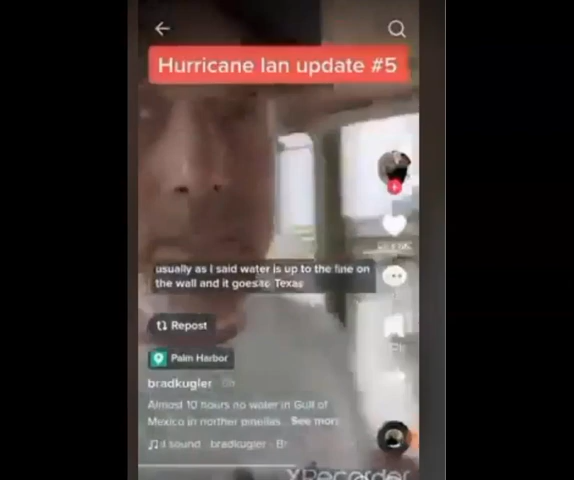 Hurricane Ian update #5
usually as I said water is up to the line on
the wall and it goes to Texas
Repost
Palm Harbor
bradkugler
Almost 10 hours no water in Gulf of
Mexico in norther pinellas See more
sound bradkugler
XRecorder